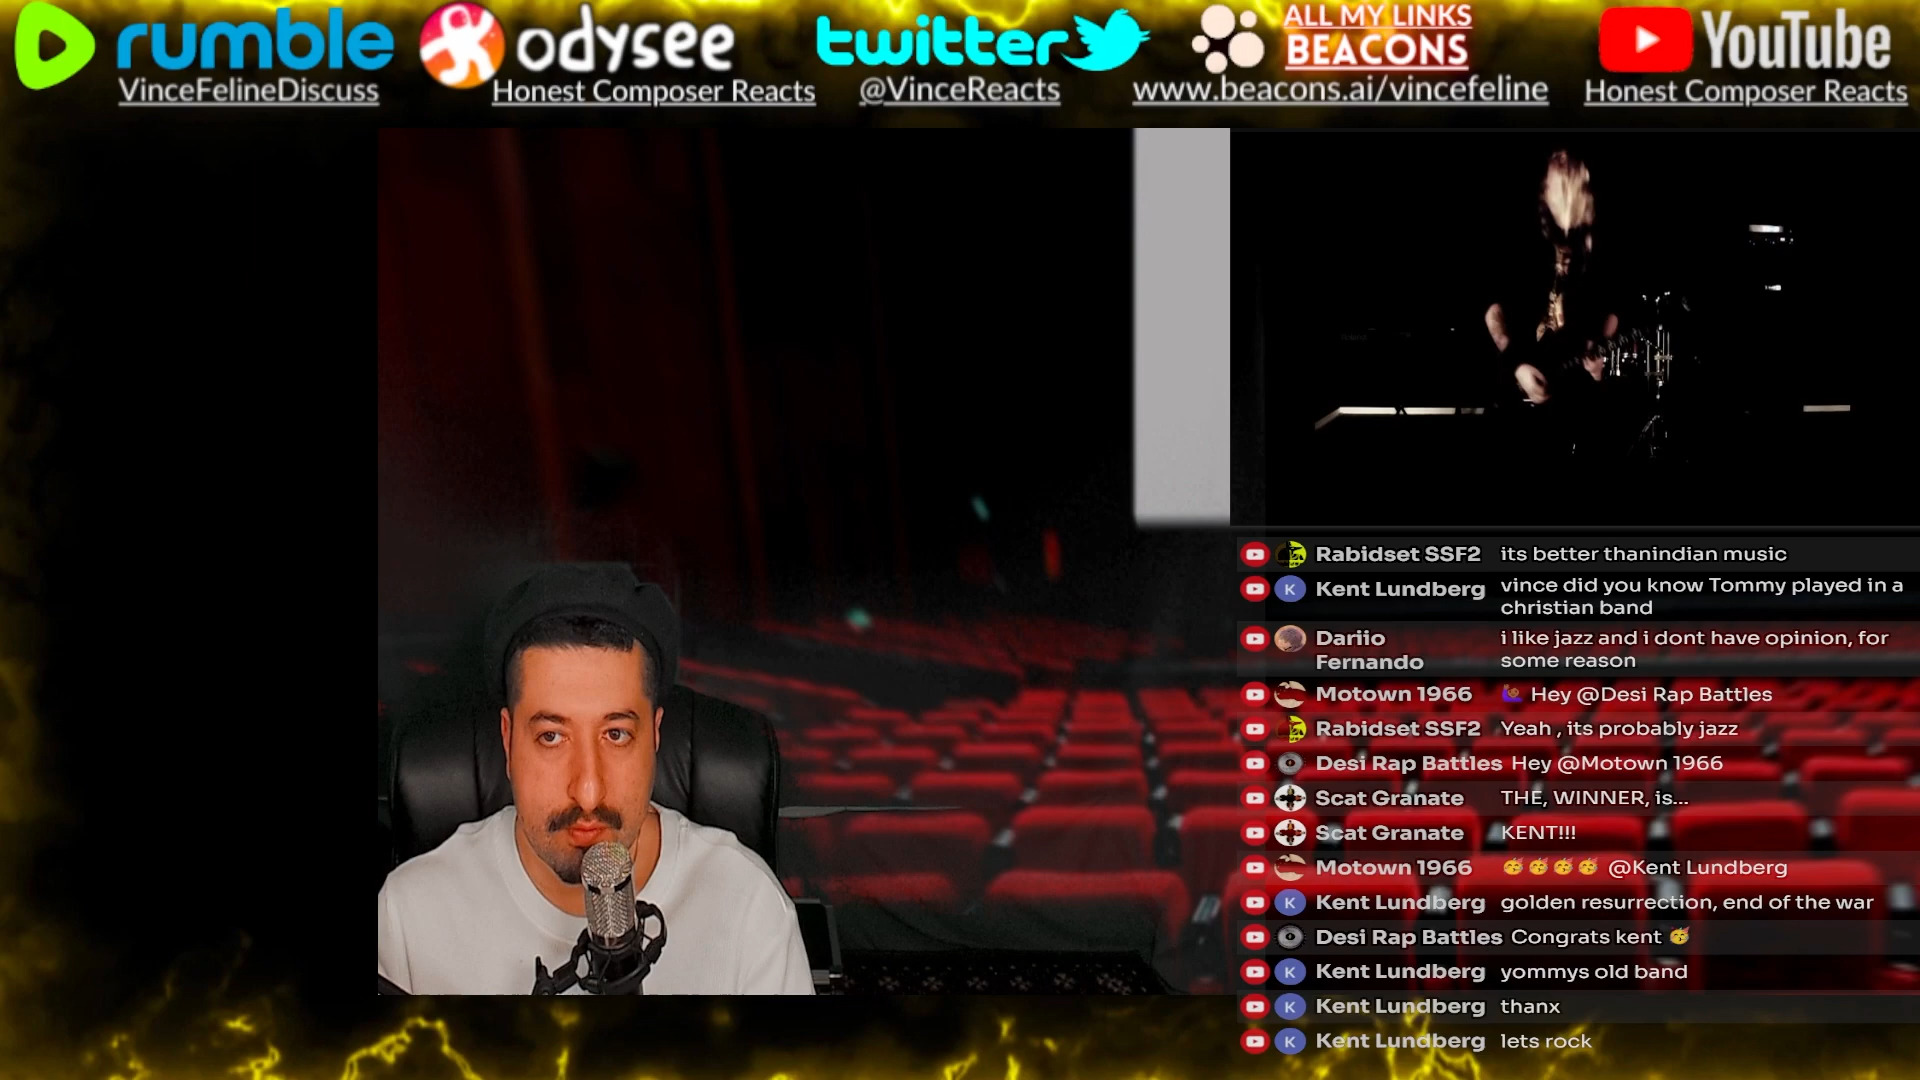 rumble
VinceFelineDiscuss
odysee
Honest Composer Reacts
twitter
@VinceReacts
ALL MY LINKS
BEACONS
www.beacons.ai/vincefeline
YouTube
Honest Composer Reacts
Rabidset SSF2 its better thanindian music
Kent Lundberg vince did you know Tommy played in a
christian band
Dariio i like jazz and i dont have opinion, for
Fernando some reason
Motown 1966 Hey @Desi Rap Battles
Rabidset SSF2 Yeah , its probably jazz
Desi Rap Battles Hey @Motown 1966
Scat Granate THE, WINNER, is...
Scat Granate KENT!!!
Motown 1966 🥳🥳🥳🥳 @Kent Lundberg
K Kent Lundberg golden resurrection, end of the war
Desi Rap Battles Congrats kent 🥳
K Kent Lundberg yommys old band
K Kent Lundberg thanx
K Kent Lundberg lets rock